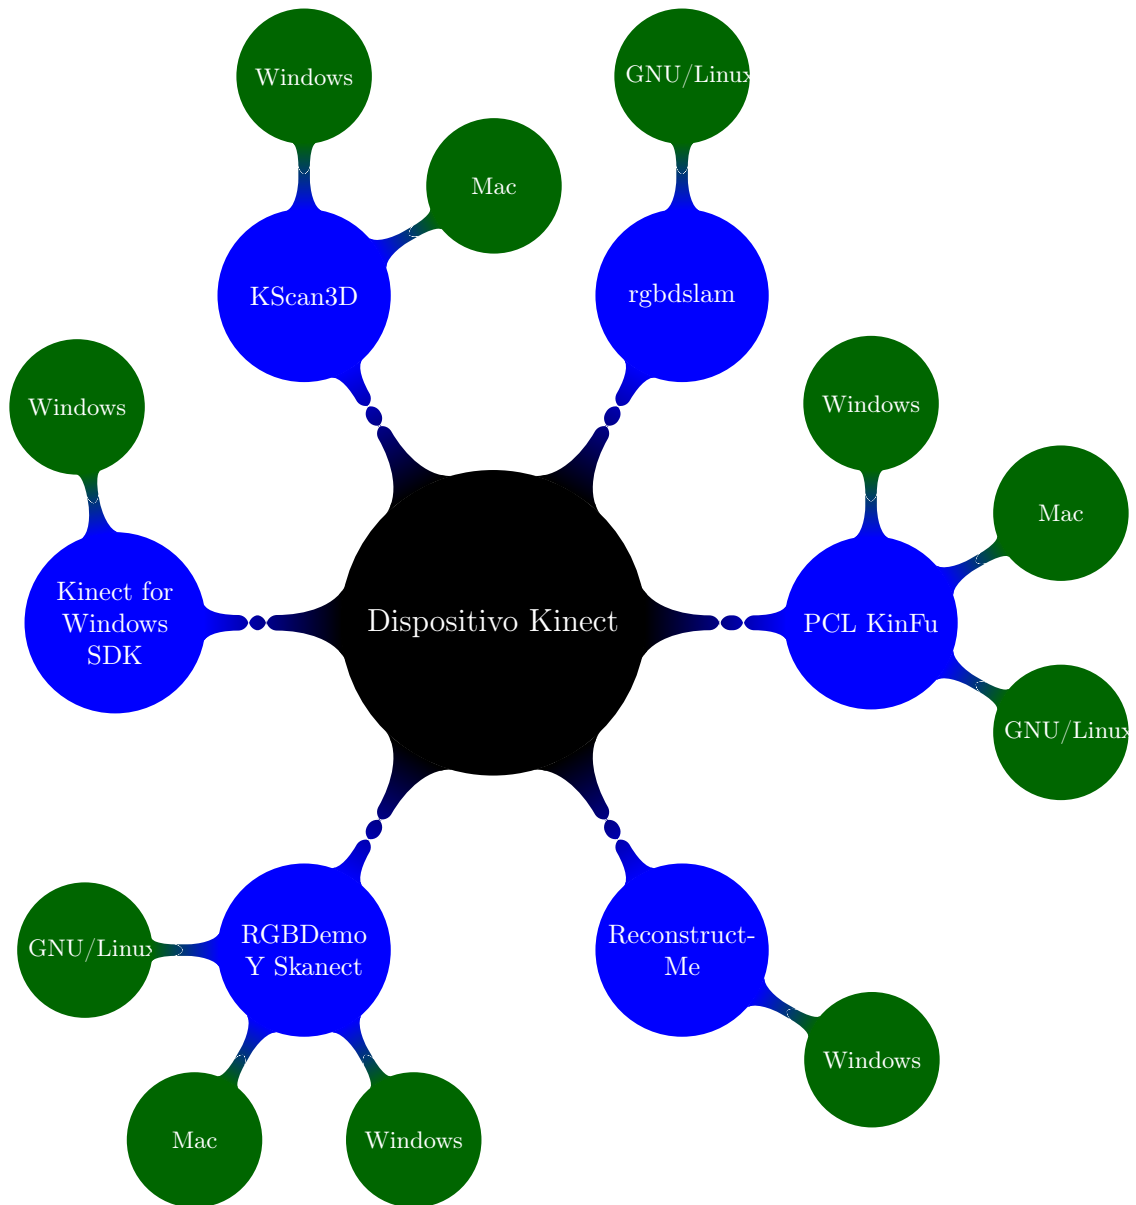 Windows
GNU/Linux
Mac
KScan3D
rgbdslam
Windows
Windows
Mac
Kinect for
Windows
SDK
Dispositivo Kinect
PCL KinFu
GNU/Linux
RGBDemo
Y Skanect
Reconstruct-
Me
GNU/Linux
Windows
Mac
Windows